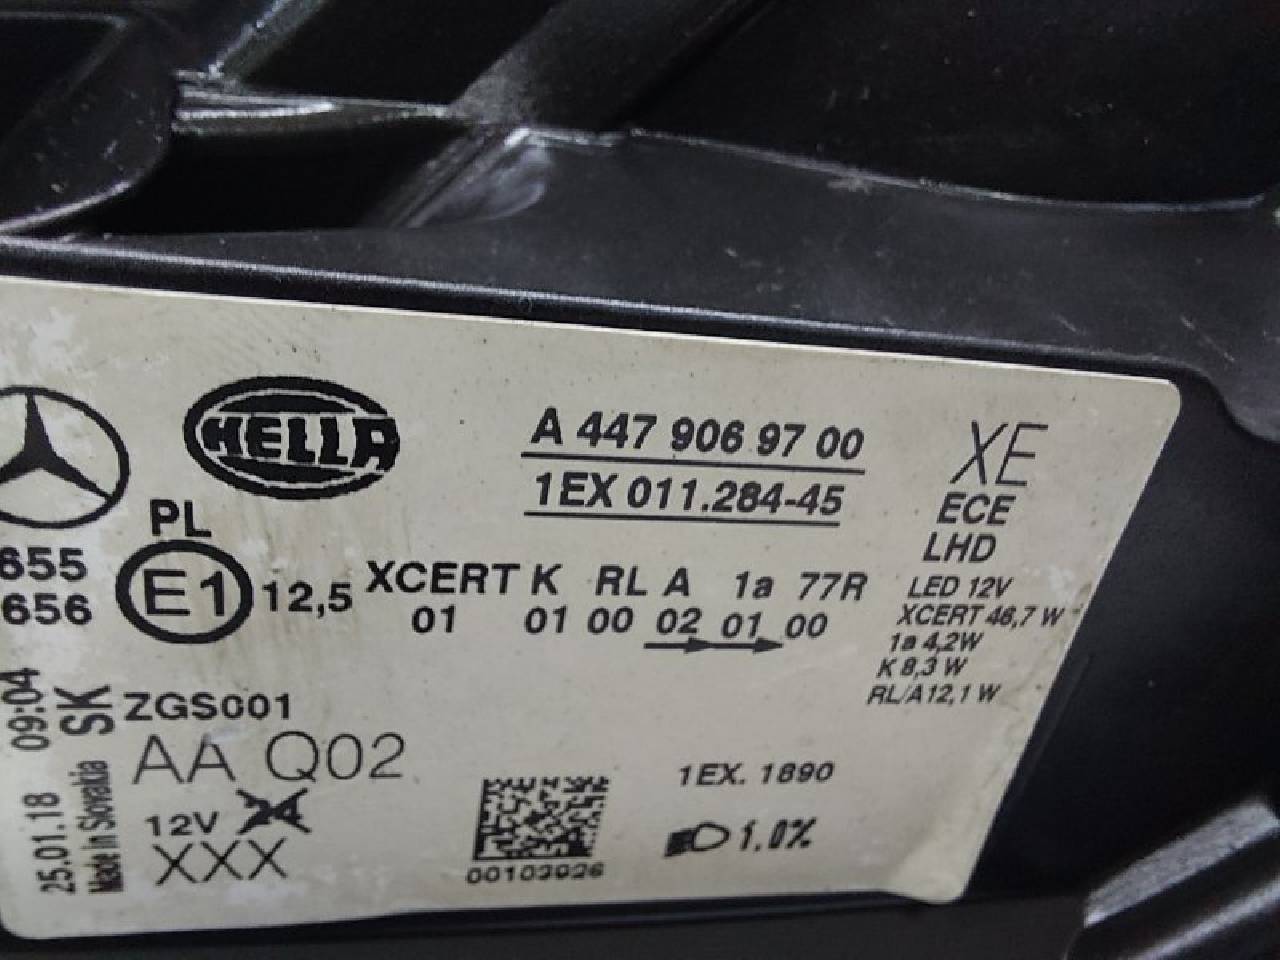 HELLA
A 447 906 97 00
1EX 011.284-45
XE
ECE
LHD
LED 12V
XCERT 46,7 W
1a 4,2W
K 8,3 W
RL/A 12,1 W
PL
655
656
E1
12,5
XCERT K RL A 1a 77R
01 01 00 02 01 00
ZGS001
AA Q02
12V 24
XXX
1EX. 1890
1.0%
00102026
25.01.18 09:04
Made in Slovakia SK